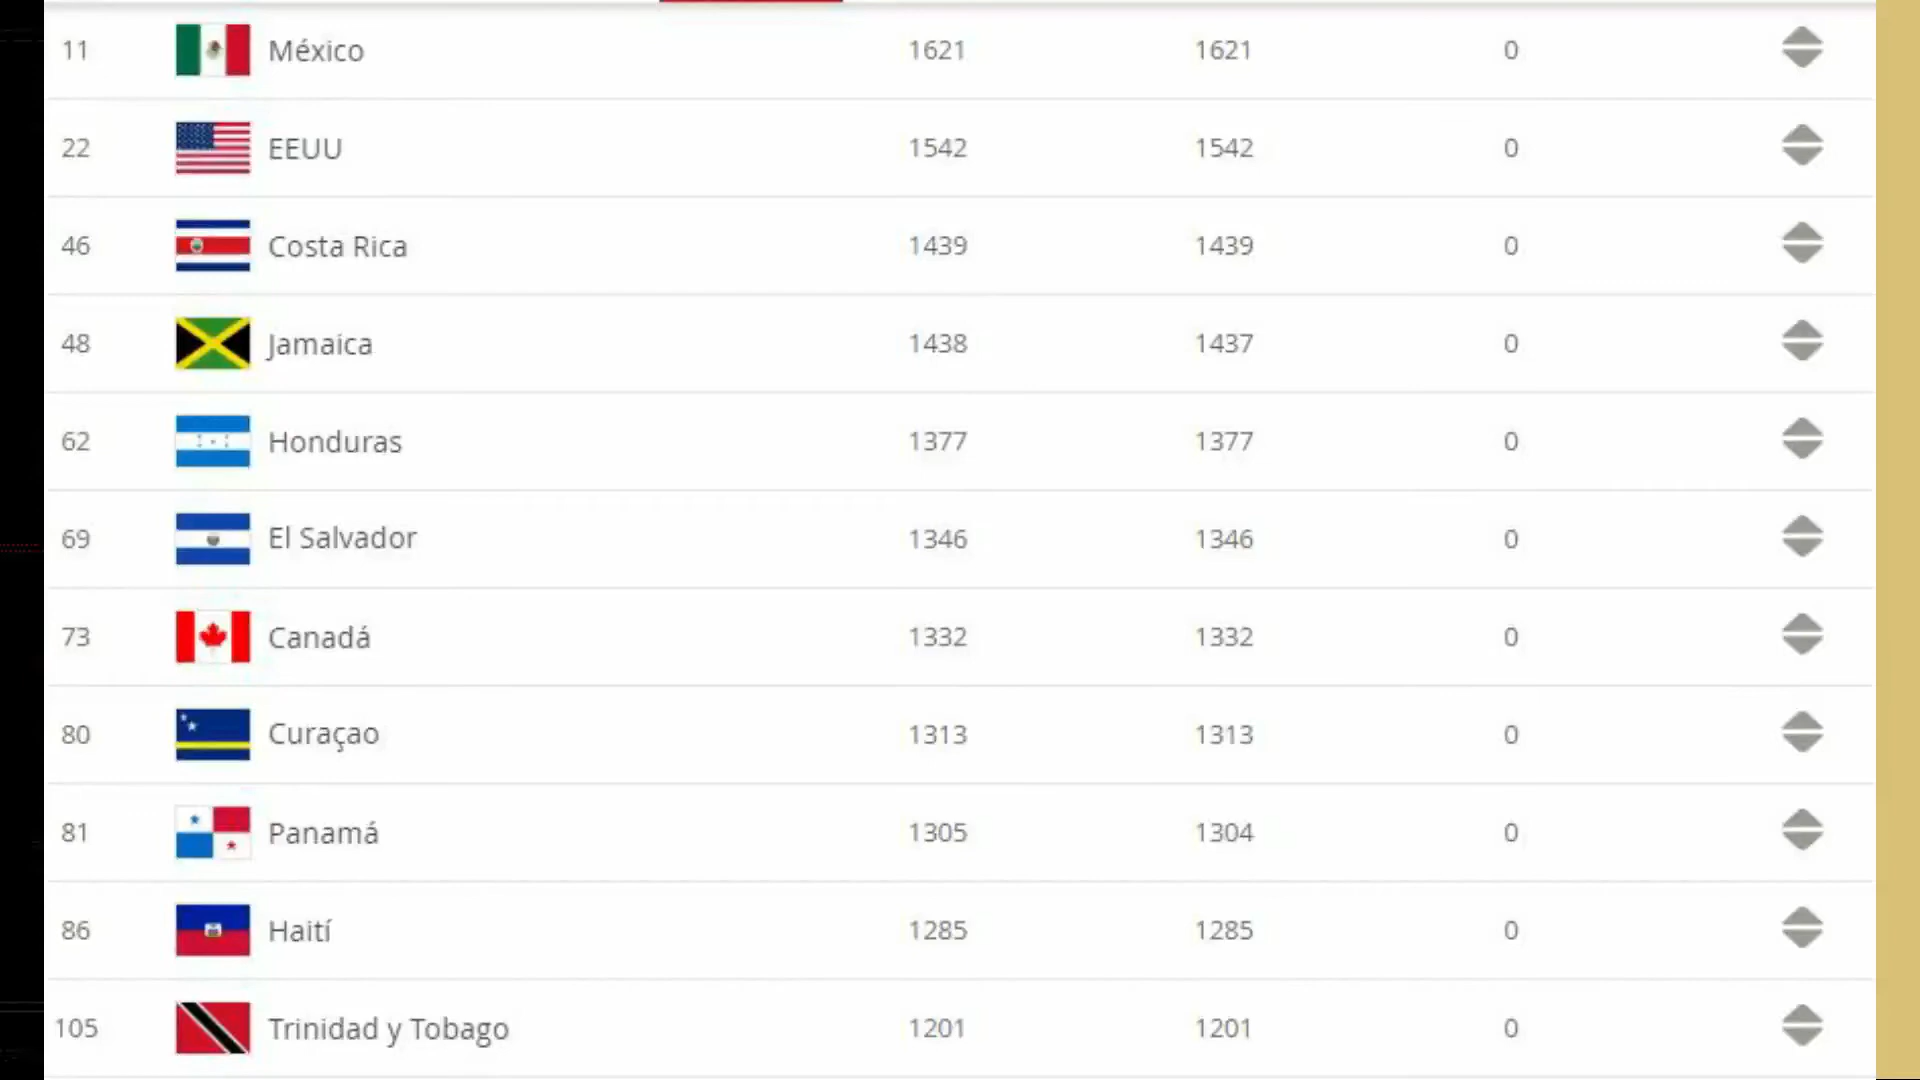 11 México 1621 1621 0
22 EEUU 1542 1542 0
46 Costa Rica 1439 1439 0
48 Jamaica 1438 1437 0
62 Honduras 1377 1377 0
69 El Salvador 1346 1346 0
73 Canadá 1332 1332 0
80 Curaçao 1313 1313 0
81 Panamá 1305 1304 0
86 Haití 1285 1285 0
105 Trinidad y Tobago 1201 1201 0